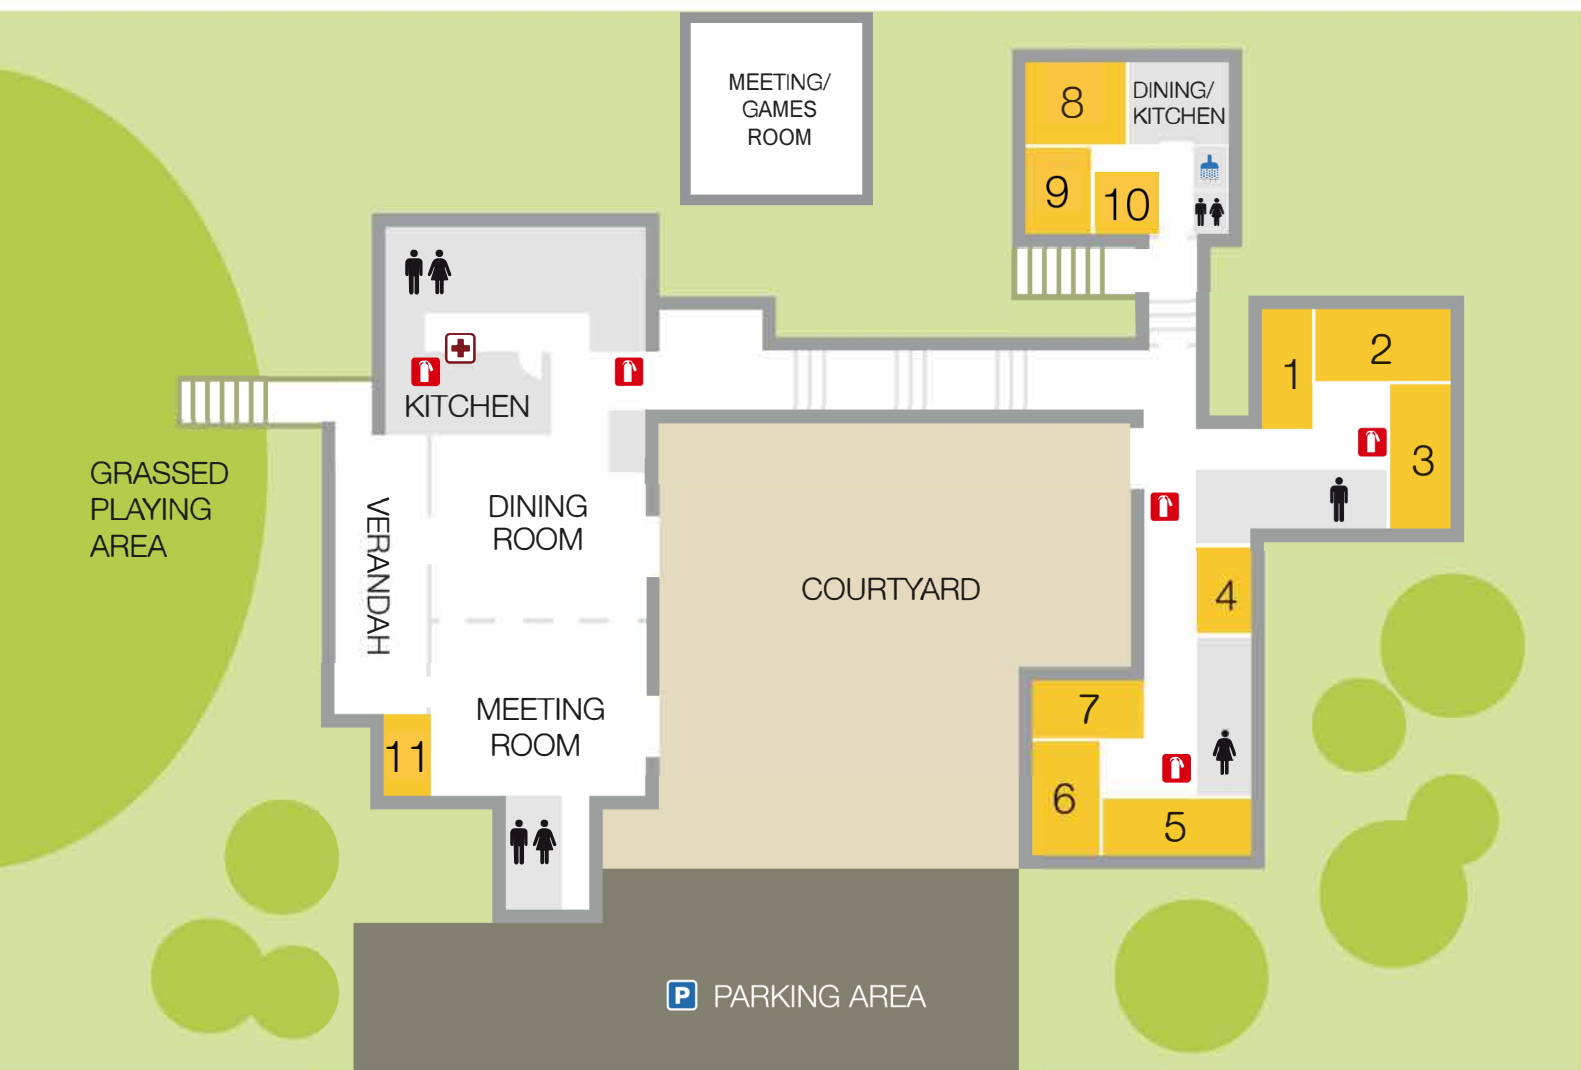 MEETING/
GAMES
ROOM
8
DINING/
KITCHEN
9
10
KITCHEN
1
2
3
GRASSED
PLAYING
AREA
VERANDAH
DINING
ROOM
COURTYARD
4
MEETING
ROOM
7
11
6
5
P PARKING AREA